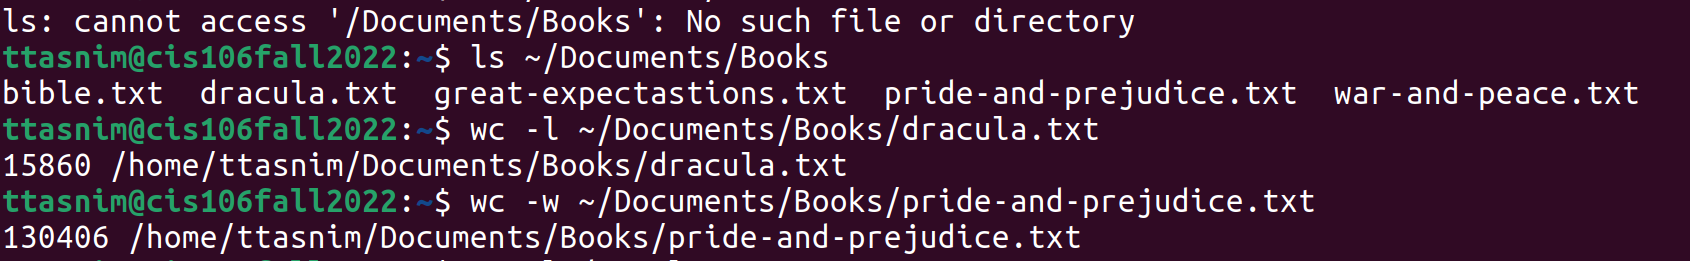 ls: cannot access '/Documents/Books': No such file or directory
ttasnim@cis106fall2022:~$ ls ~/Documents/Books
bible.txt  dracula.txt  great-expectastions.txt  pride-and-prejudice.txt  war-and-peace.txt
ttasnim@cis106fall2022:~$ wc -l ~/Documents/Books/dracula.txt
15860 /home/ttasnim/Documents/Books/dracula.txt
ttasnim@cis106fall2022:~$ wc -w ~/Documents/Books/pride-and-prejudice.txt
130406 /home/ttasnim/Documents/Books/pride-and-prejudice.txt